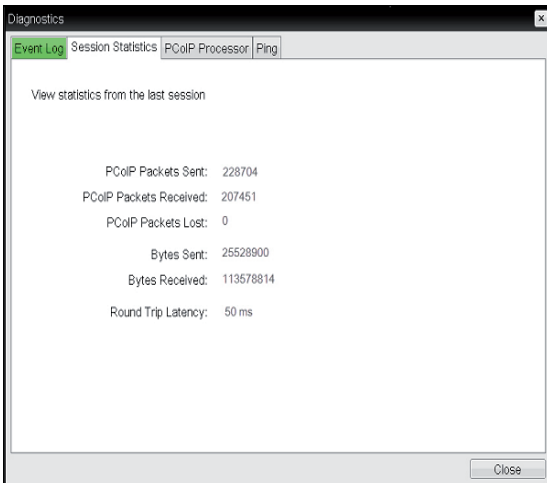 Diagnostics
Event Log Session Statistics PCoIP Processor Ping
View statistics from the last session
PCoIP Packets Sent: 228704
PCoIP Packets Received: 207451
PCoIP Packets Lost: 0
Bytes Sent: 25528900
Bytes Received: 113578814
Round Trip Latency: 50 ms
Close